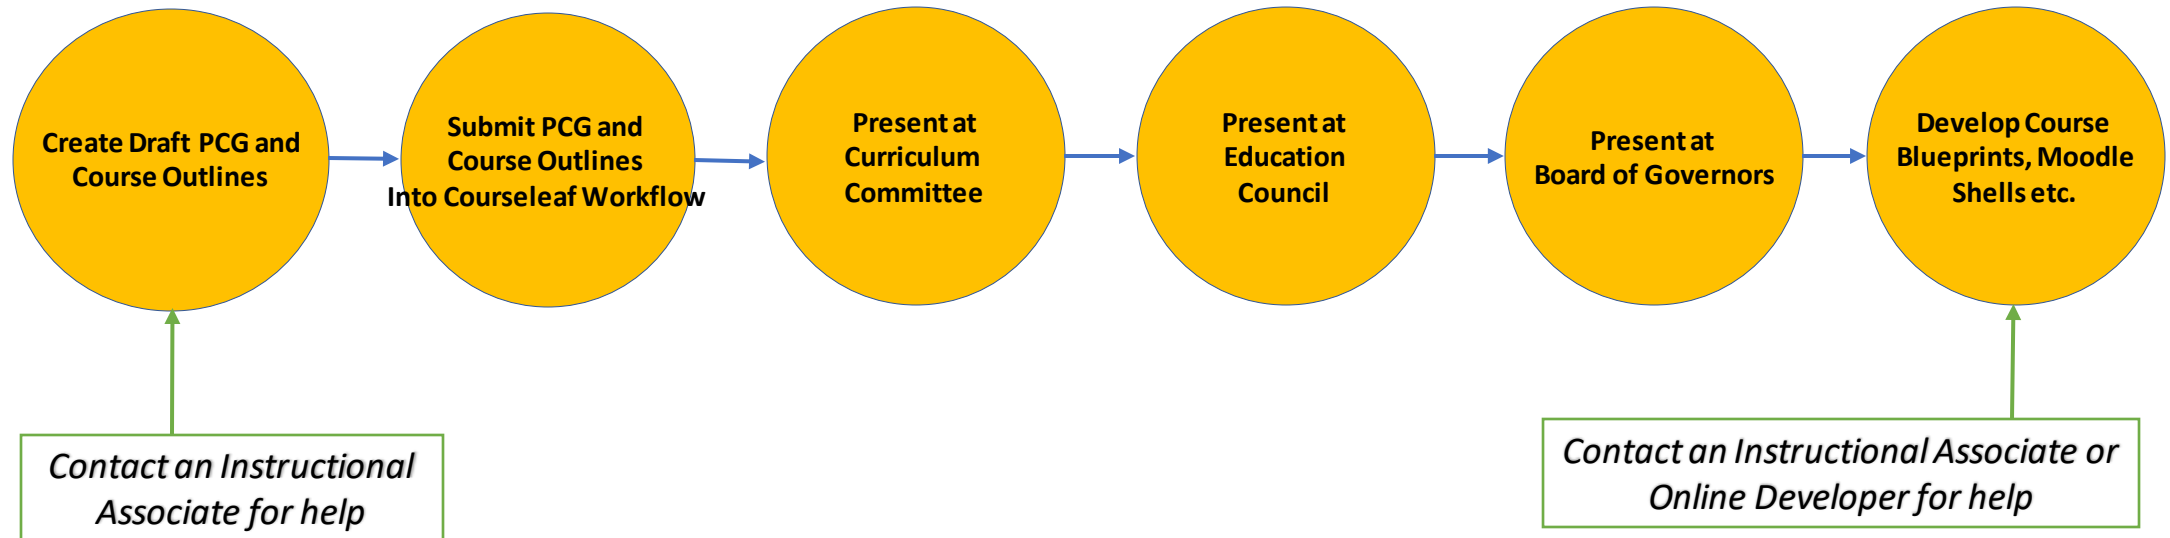 Create Draft PCG and
Course Outlines
Submit PCG and
Course Outlines
Into Courseleaf Workflow
Present at
Curriculum
Committee
Present at
Education
Council
Present at
Board of Governors
Develop Course
Blueprints, Moodle
Shells etc.
Contact an Instructional
Associate for help
Contact an Instructional Associate or
Online Developer for help